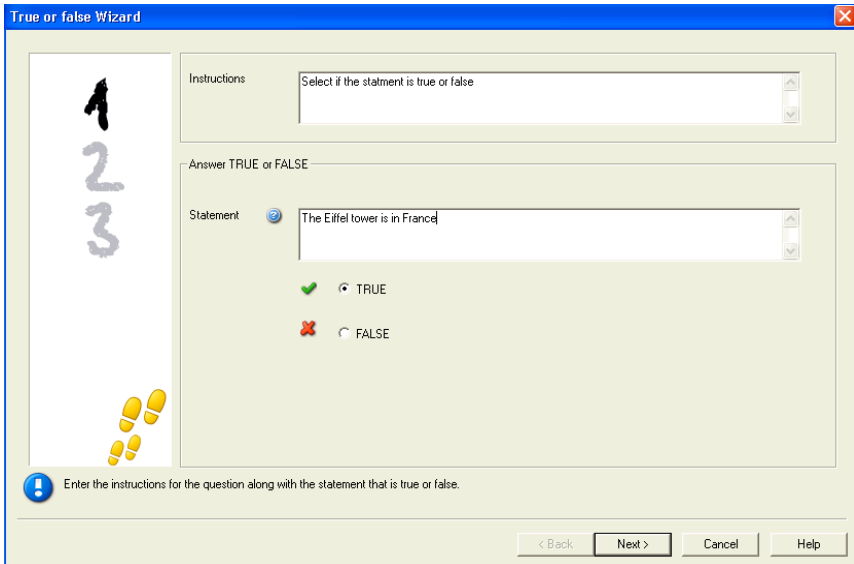 True or false Wizard
1
2
3
Instructions
Select if the statment is true or false
Answer TRUE or FALSE
Statement
The Eiffel tower is in France
TRUE
FALSE
Enter the instructions for the question along with the statement that is true or false.
< Back
Next >
Cancel
Help